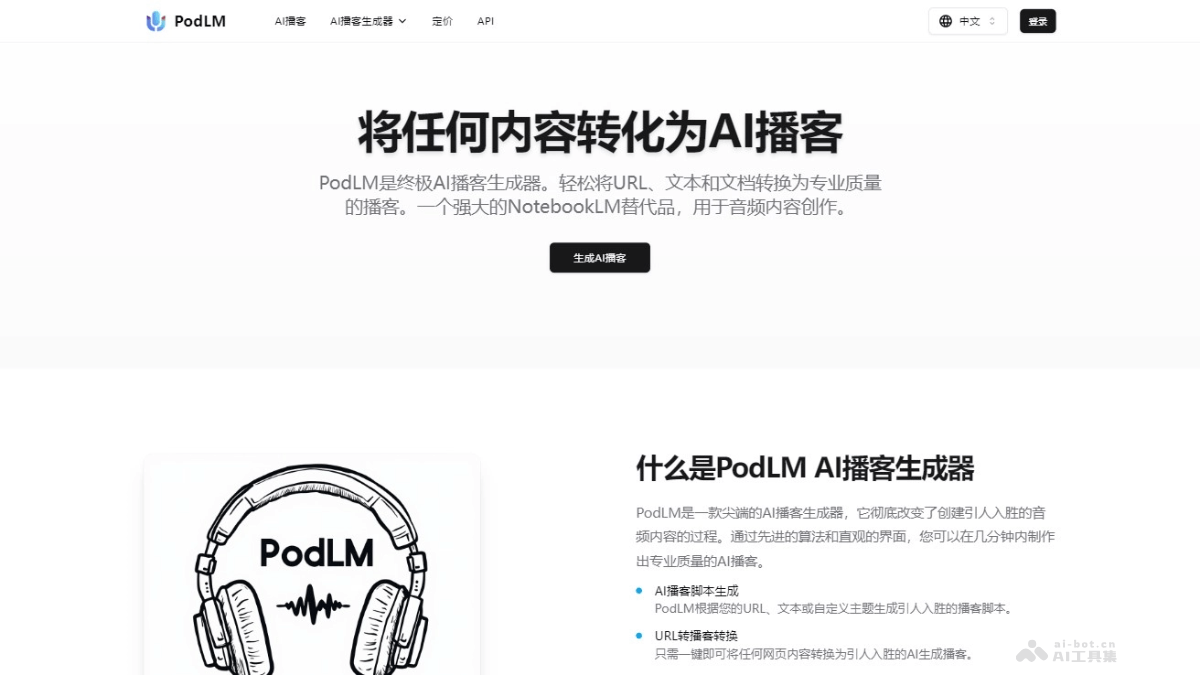 PodLM
AI播客
AI播客生成器
定价
API
中文
登录
将任何内容转化为AI播客
PodLM是终极AI播客生成器。轻松将URL、文本和文档转换为专业质量
的播客。一个强大的NotebookLM替代品，用于音频内容创作。
生成AI播客
PodLM
什么是PodLM AI播客生成器
PodLM是一款尖端的AI播客生成器，它彻底改变了创建引人入胜的音
频内容的过程。通过先进的算法和直观的界面，您可以在几分钟内制作
出专业质量的AI播客。
AI播客脚本生成
PodLM根据您的URL、文本或自定义主题生成引人入胜的播客脚本。
URL转播客转换
只需一键即可将任何网页内容转换为引人入胜的AI生成播客。
ai-bot.cn
AI工具集